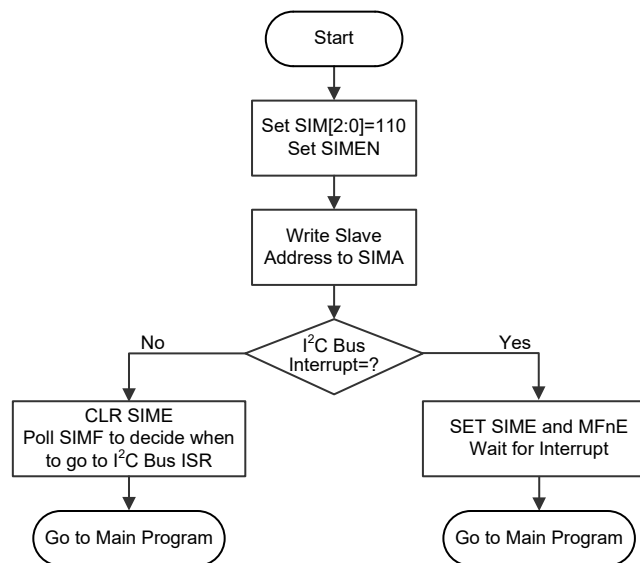 Start
Set SIM[2:0]=110
Set SIMEN
Write Slave
Address to SIMA
I²C Bus
Interrupt=?
No
Yes
CLR SIME
Poll SIMF to decide when
to go to I²C Bus ISR
SET SIME and MFnE
Wait for Interrupt
Go to Main Program
Go to Main Program